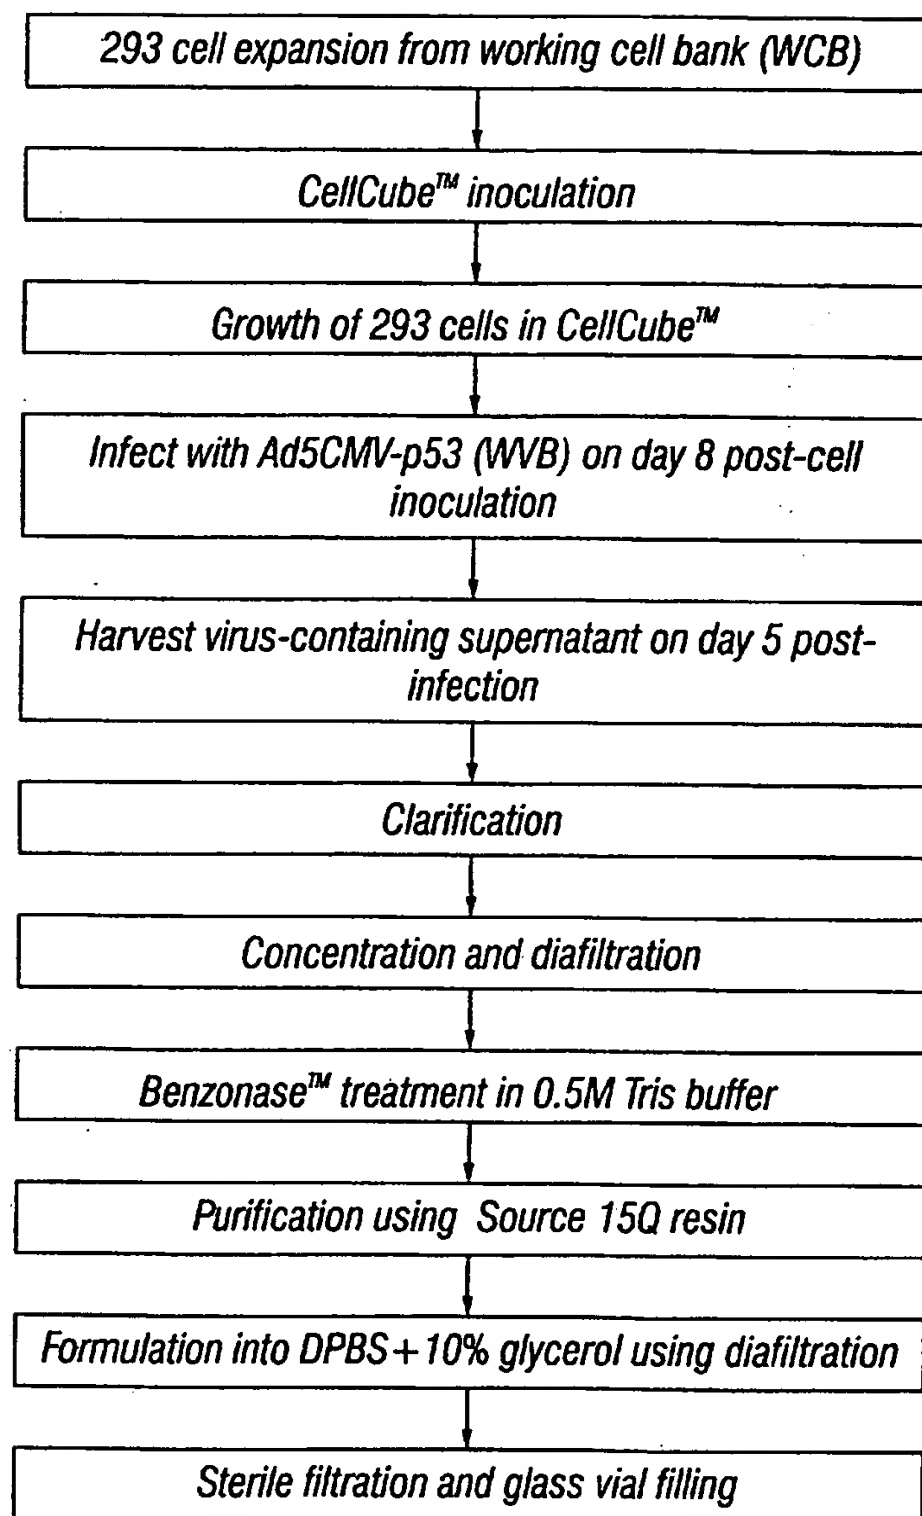 293 cell expansion from working cell bank (WCB)
CellCube™ inoculation
Growth of 293 cells in CellCube™
Infect with Ad5CMV-p53 (WVB) on day 8 post-cell
inoculation
Harvest virus-containing supernatant on day 5 post-
infection
Clarification
Concentration and diafiltration
Benzonase™ treatment in 0.5M Tris buffer
Purification using Source 15Q resin
Formulation into DPBS+10% glycerol using diafiltration
Sterile filtration and glass vial filling